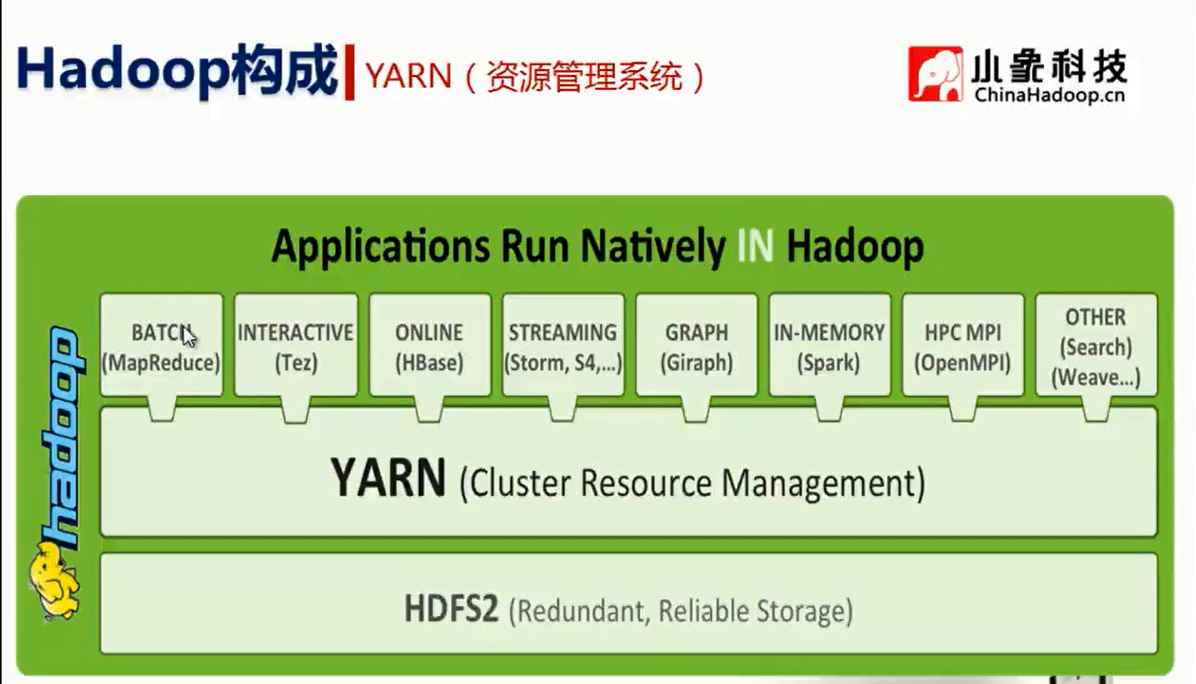 Hadoop构成 YARN（资源管理系统）
小象科技
ChinaHadoop.cn
Applications Run Natively IN Hadoop
BATCH
(MapReduce)
INTERACTIVE
(Tez)
ONLINE
(HBase)
STREAMING
(Storm, S4,...)
GRAPH
(Giraph)
IN-MEMORY
(Spark)
HPC MPI
(OpenMPI)
OTHER
(Search)
(Weave...)
hadoop
YARN (Cluster Resource Management)
HDFS2 (Redundant, Reliable Storage)